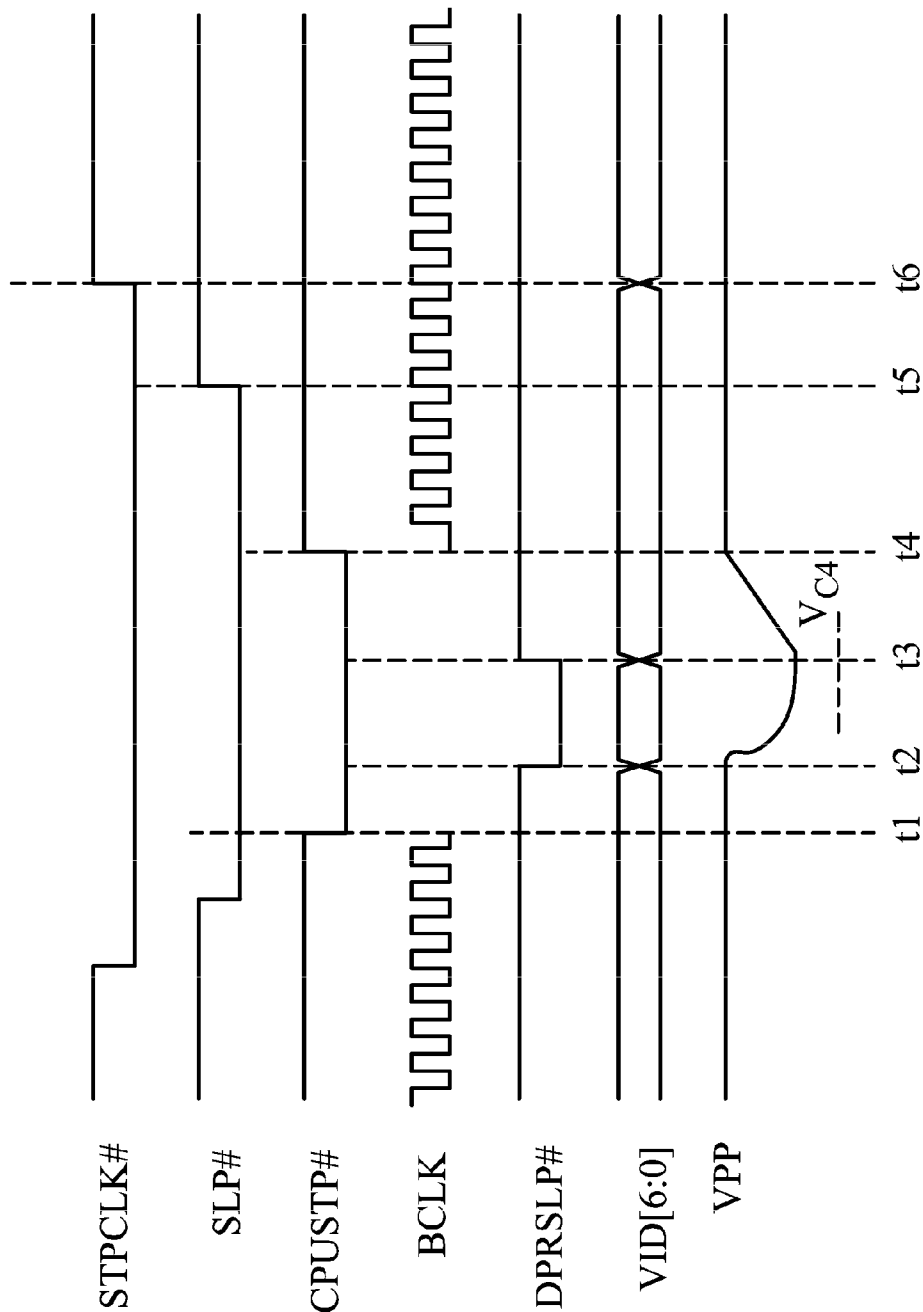 STPCLK#
SLP#
CPUSTP#
BCLK
DPRSLP#
VID[6:0]
VPP
VC4
t1 t2 t3 t4 t5 t6